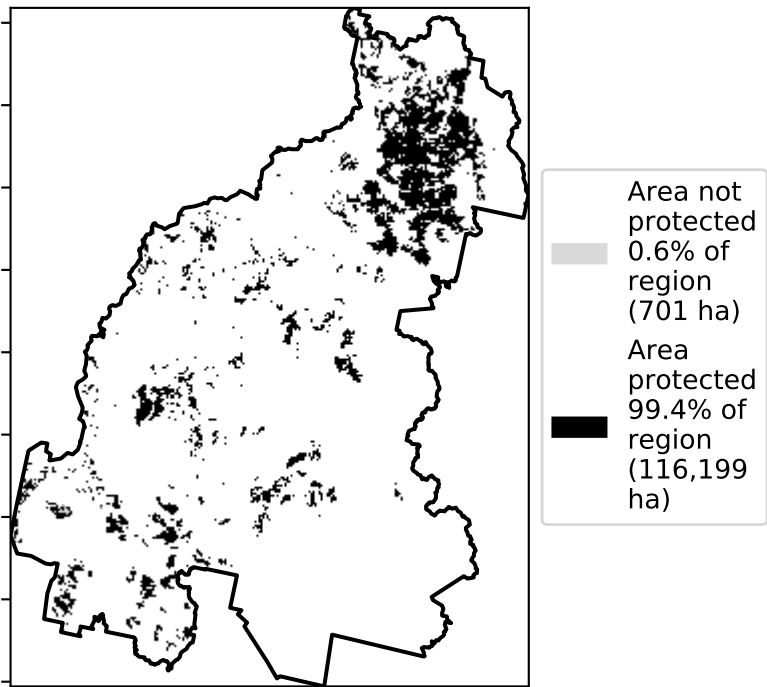 Area not
protected
0.6% of
region
(701 ha)
Area
protected
99.4% of
region
(116,199
ha)